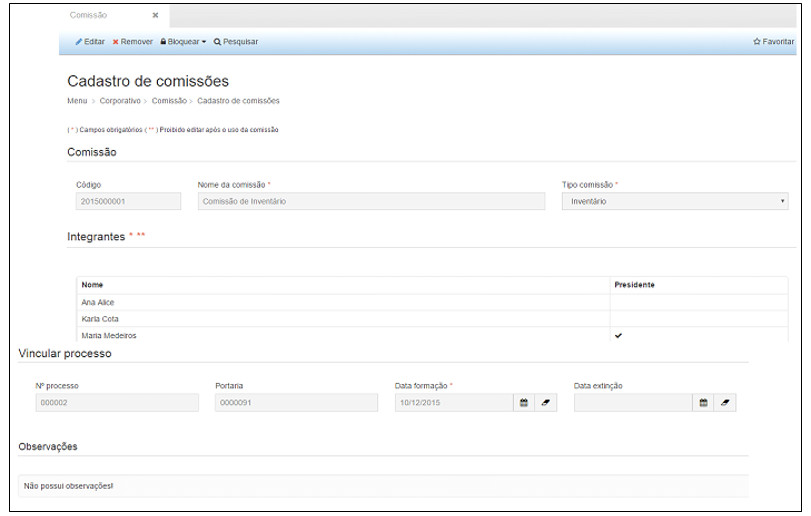 Comissão ✖
Editar ✖ Remover Bloquear Pesquisar ☆ Favoritar
Cadastro de comissões
Menu > Corporativo > Comissão > Cadastro de comissões
( * ) Campos obrigatórios ( ** ) Proibido editar após o uso da comissão
Comissão
Código Nome da comissão * Tipo comissão *
2015000001 Comissão de Inventário Inventário
Integrantes * **
Nome Presidente
Ana Alice
Karla Cota
Maria Medeiros ✔
Vincular processo
Nº processo Portaria Data formação * Data extinção
000002 0000091 10/12/2015
Observações
Não possui observações!